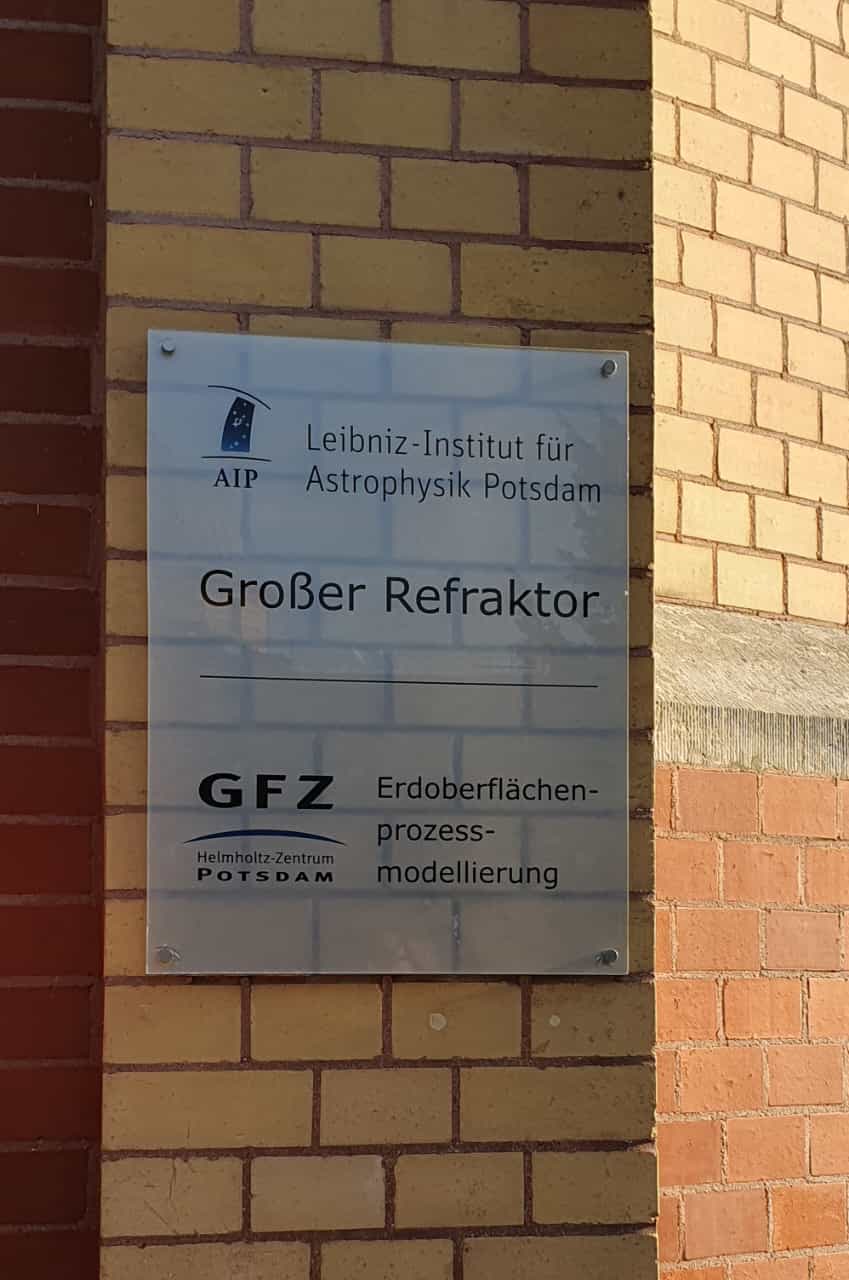 AIP
Leibniz-Institut für
Astrophysik Potsdam
Großer Refraktor
GFZ
Helmholtz-Zentrum
POTSDAM
Erdoberflächen-
prozess-
modellierung